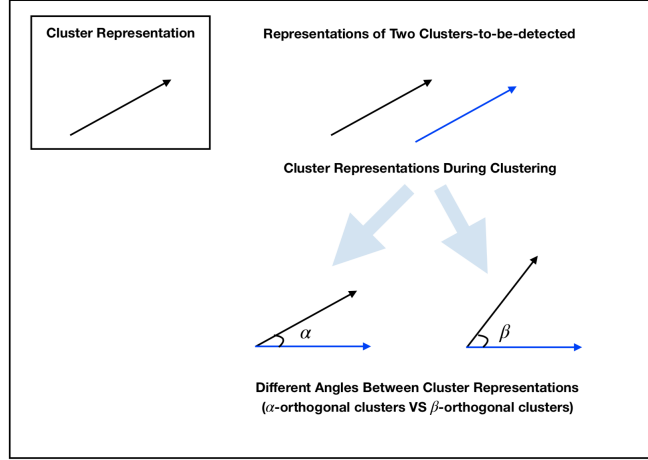 Cluster Representation
Representations of Two Clusters-to-be-detected
Cluster Representations During Clustering
α
β
Different Angles Between Cluster Representations
(α-orthogonal clusters VS β-orthogonal clusters)